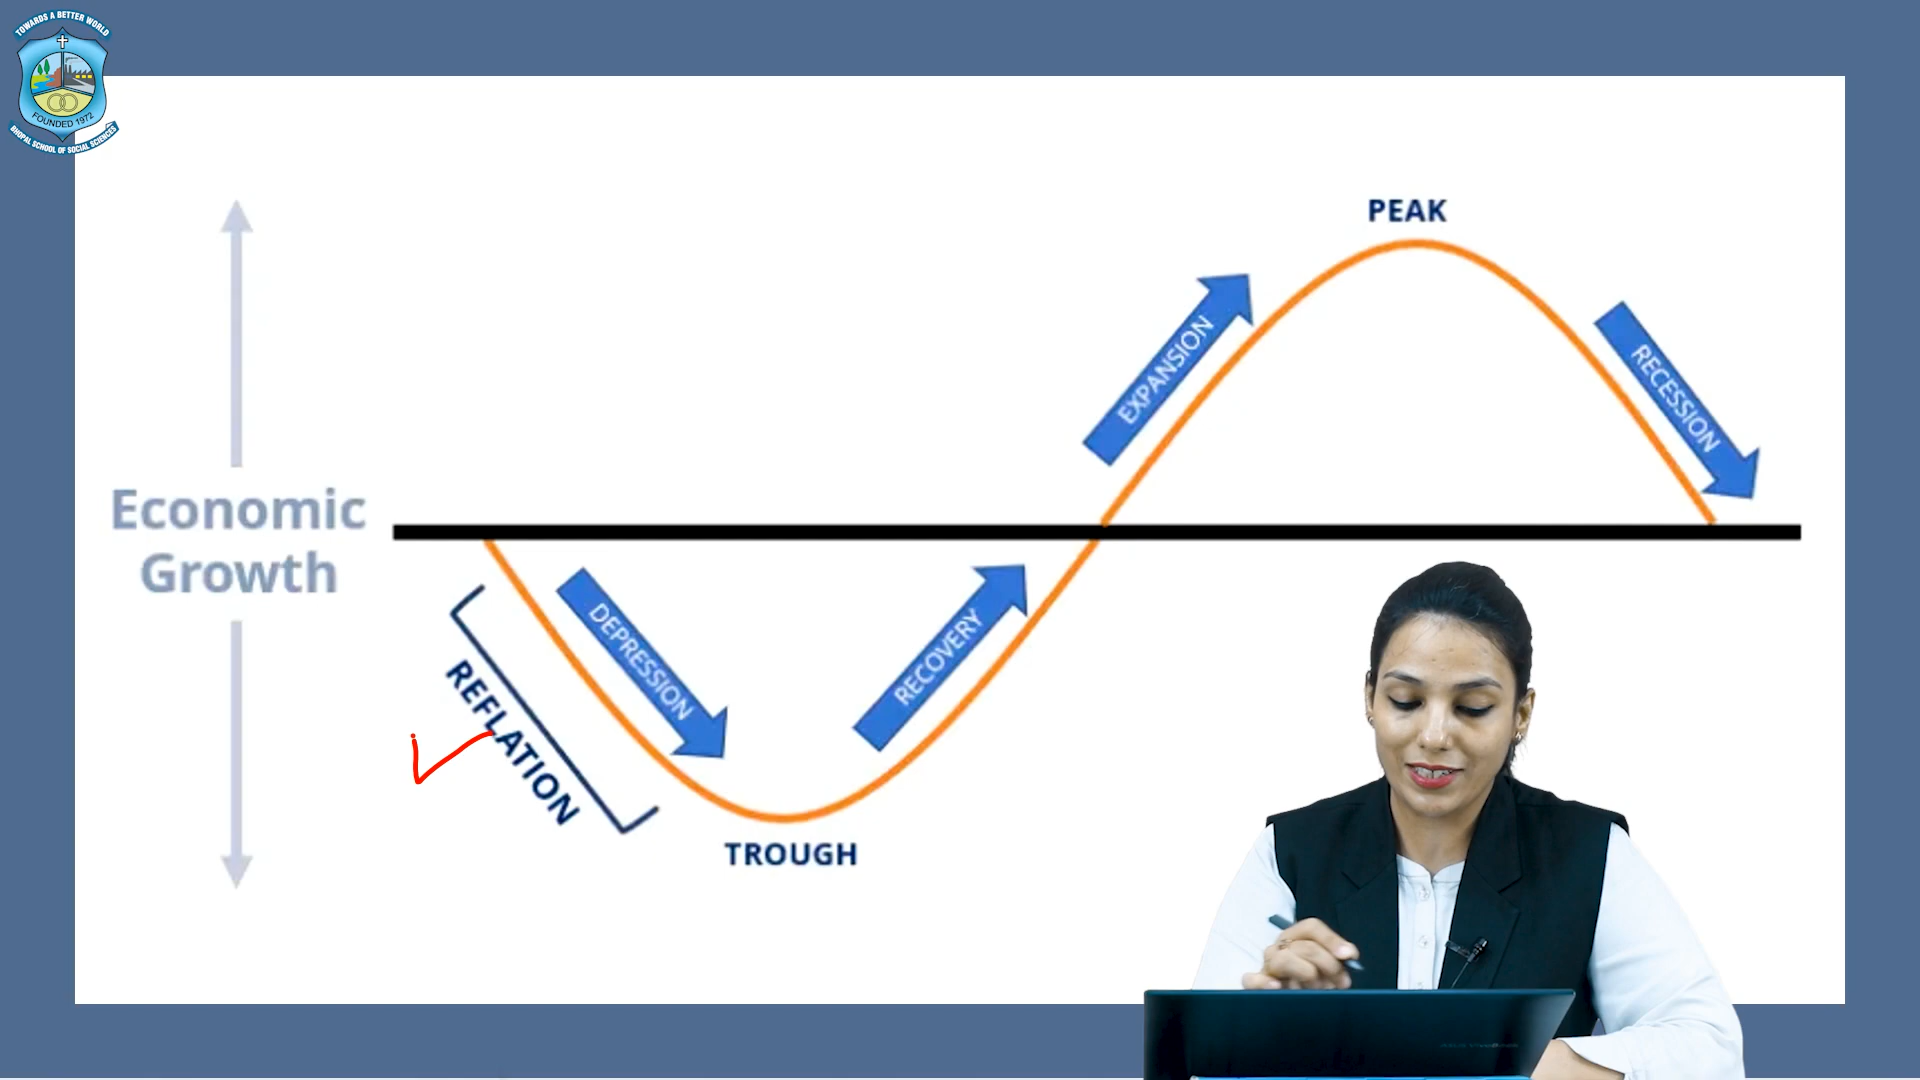 TOWARDS A BETTER WORLD
FOUNDED 1972
BHOPAL SCHOOL OF SOCIAL SCIENCES
PEAK
EXPANSION
RECESSION
Economic
Growth
DEPRESSION
RECOVERY
REFLATION
TROUGH